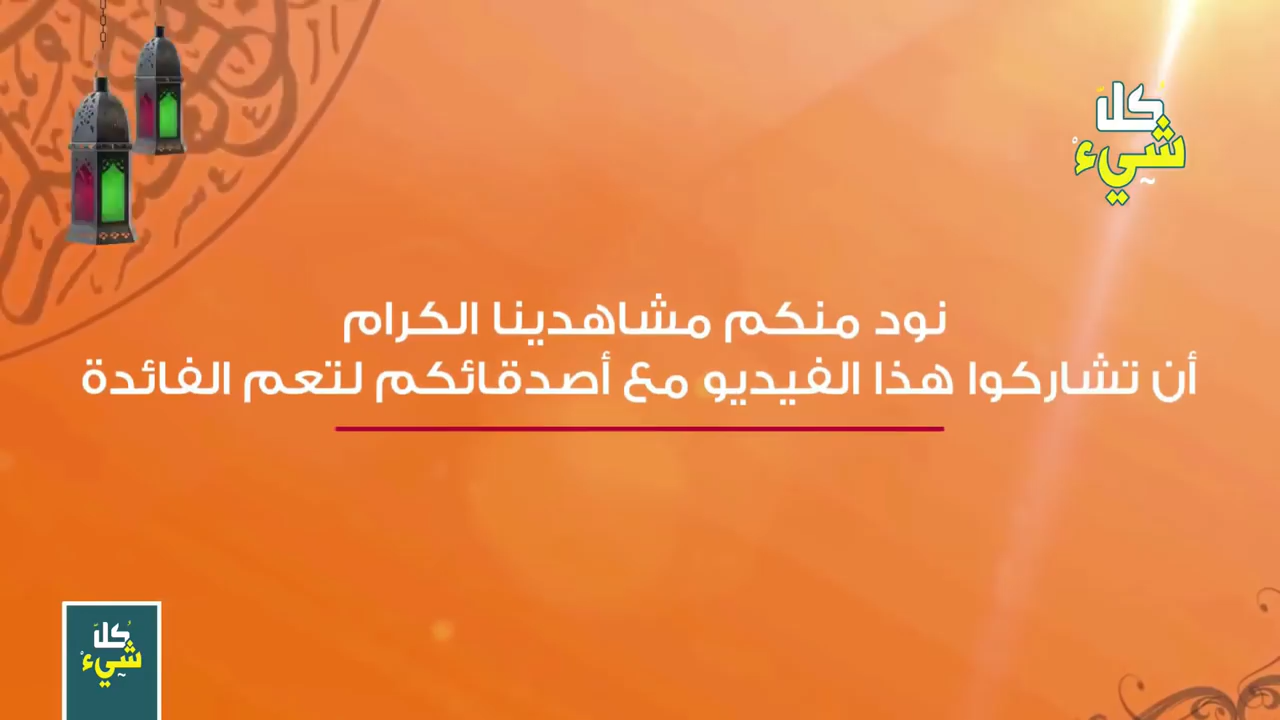 كل
شيء
نود منكم مشاهدينا الكرام
أن تشاركوا هذا الفيديو مع أصدقائكم لتعم الفائدة
كل
شيء